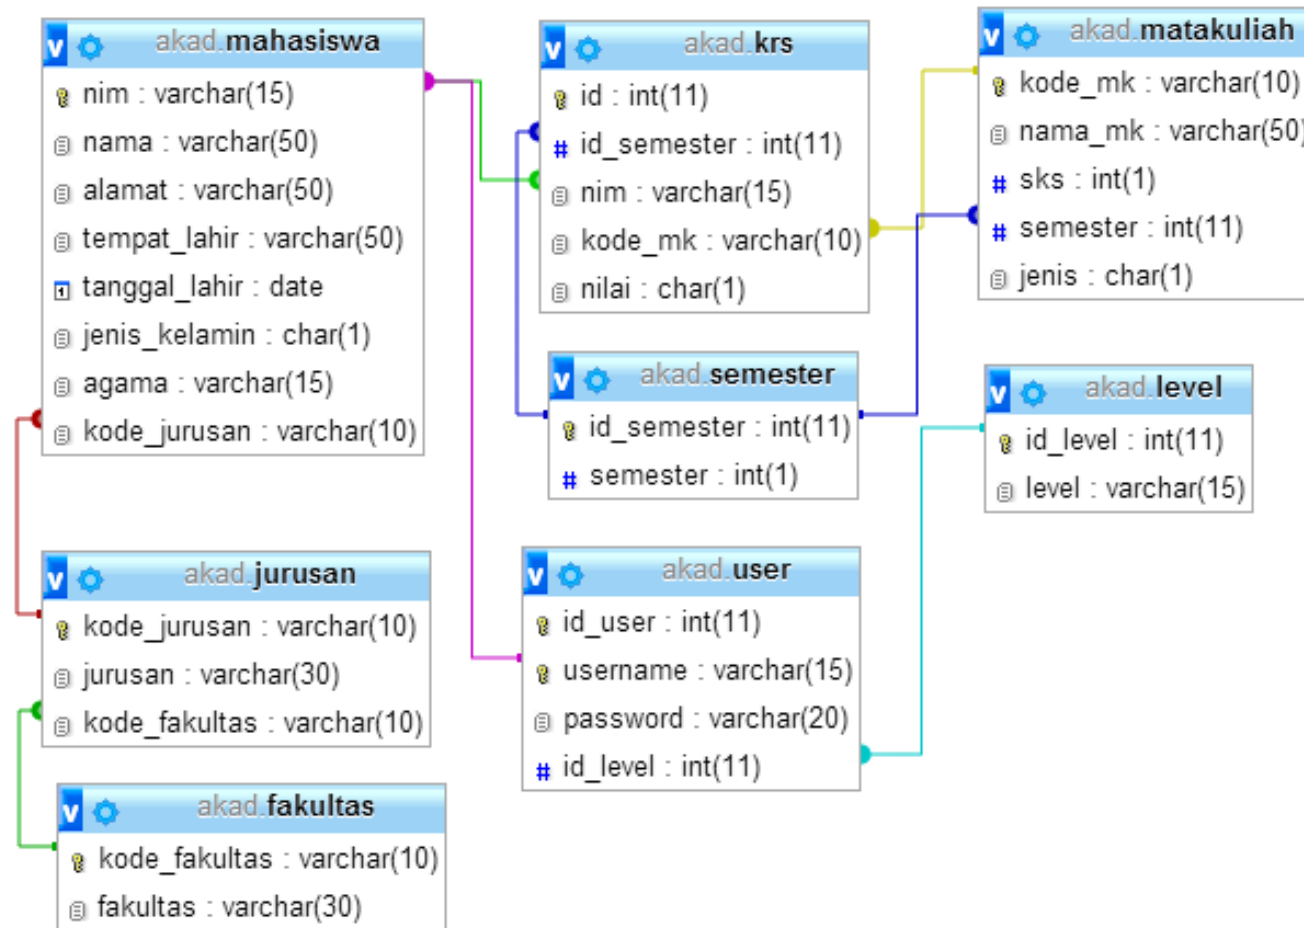 v akad.mahasiswa
nim : varchar(15)
nama : varchar(50)
alamat : varchar(50)
tempat_lahir : varchar(50)
tanggal_lahir : date
jenis_kelamin : char(1)
agama : varchar(15)
kode_jurusan : varchar(10)
v akad.krs
id : int(11)
# id_semester : int(11)
nim : varchar(15)
kode_mk : varchar(10)
nilai : char(1)
v akad.matakuliah
kode_mk : varchar(10)
nama_mk : varchar(50)
# sks : int(1)
# semester : int(11)
jenis : char(1)
v akad.semester
id_semester : int(11)
# semester : int(1)
v akad.level
id_level : int(11)
level : varchar(15)
v akad.jurusan
kode_jurusan : varchar(10)
jurusan : varchar(30)
kode_fakultas : varchar(10)
v akad.user
id_user : int(11)
username : varchar(15)
password : varchar(20)
# id_level : int(11)
v akad.fakultas
kode_fakultas : varchar(10)
fakultas : varchar(30)